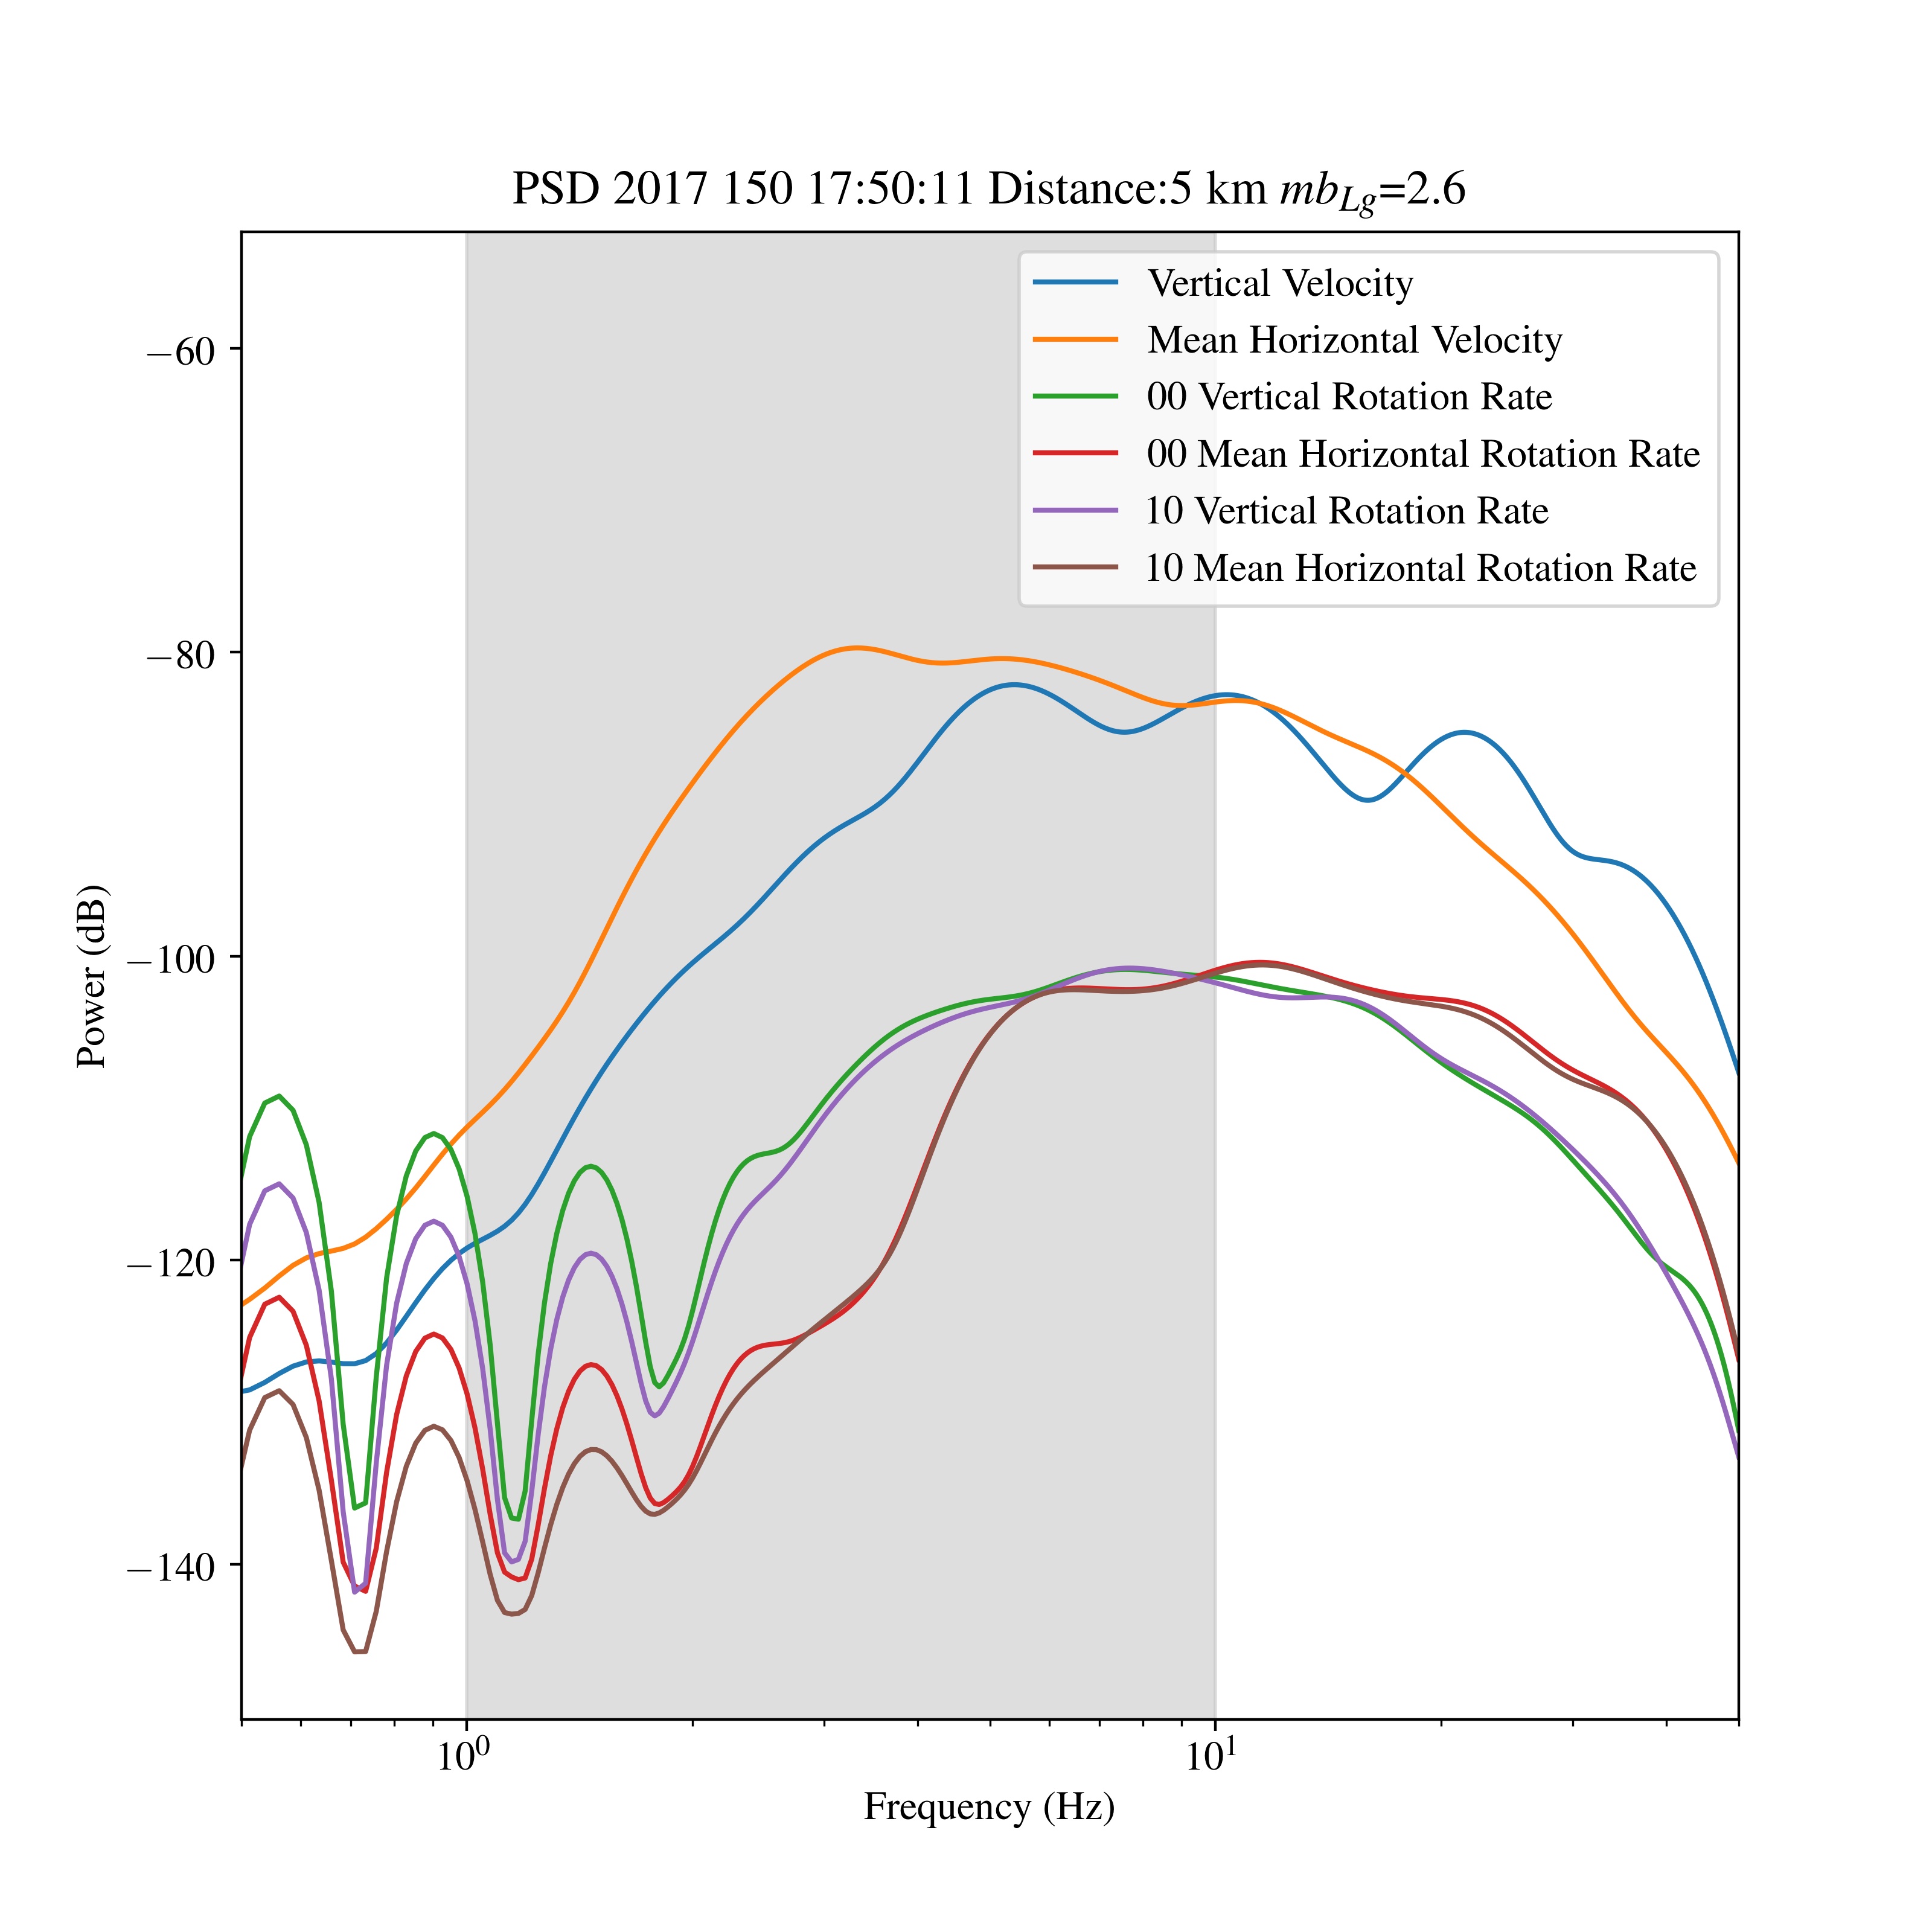 PSD 2017 150 17:50:11 Distance:5 km mb_{Lg}=2.6
Vertical Velocity
Mean Horizontal Velocity
00 Vertical Rotation Rate
00 Mean Horizontal Rotation Rate
10 Vertical Rotation Rate
10 Mean Horizontal Rotation Rate
Power (dB)
−60
−80
−100
−120
−140
10⁰
10¹
Frequency (Hz)